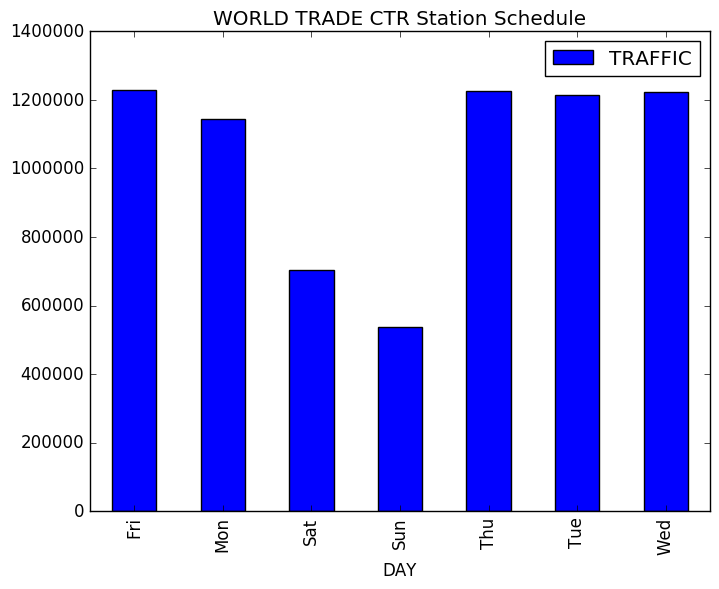 WORLD TRADE CTR Station Schedule
1400000
1200000
1000000
800000
600000
400000
200000
0
TRAFFIC
Fri
Mon
Sat
Sun
Thu
Tue
Wed
DAY